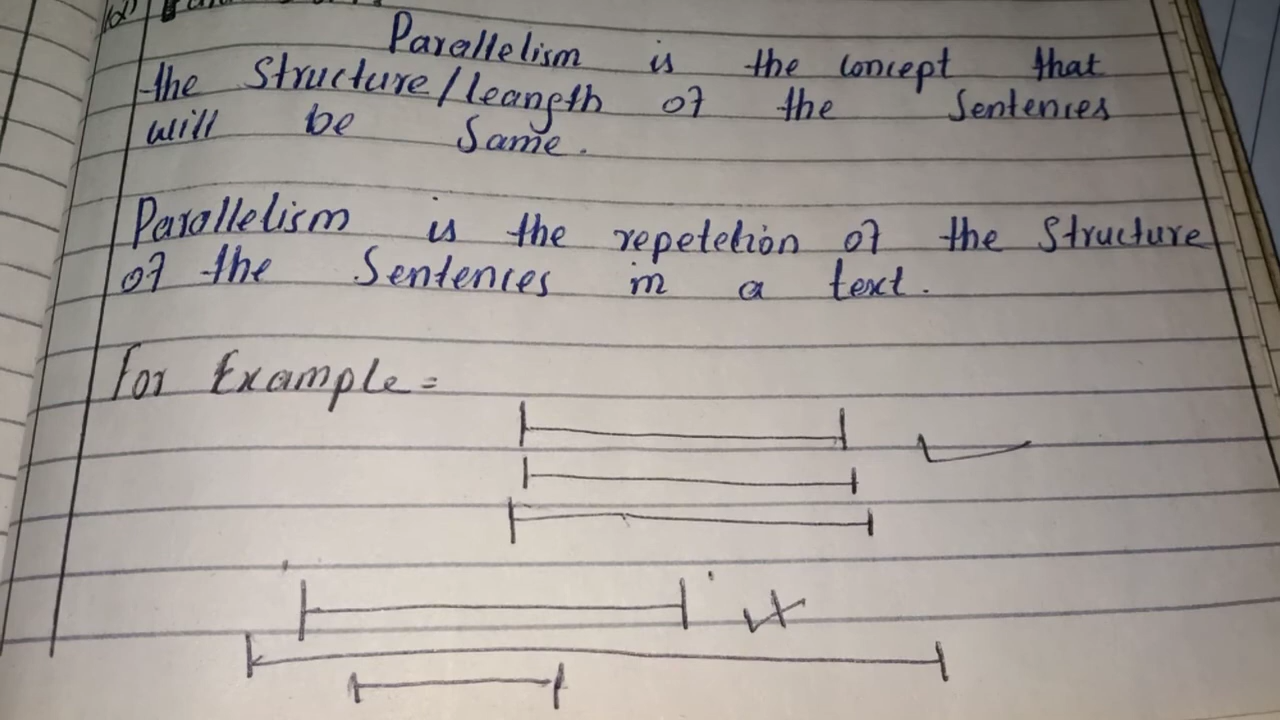 (d)
Parallelism is the concept that
the Structure/leangth of the Sentences
will be Same.
Parallelism is the repetetion of the Structure
of the Sentences in a text.
For Example=